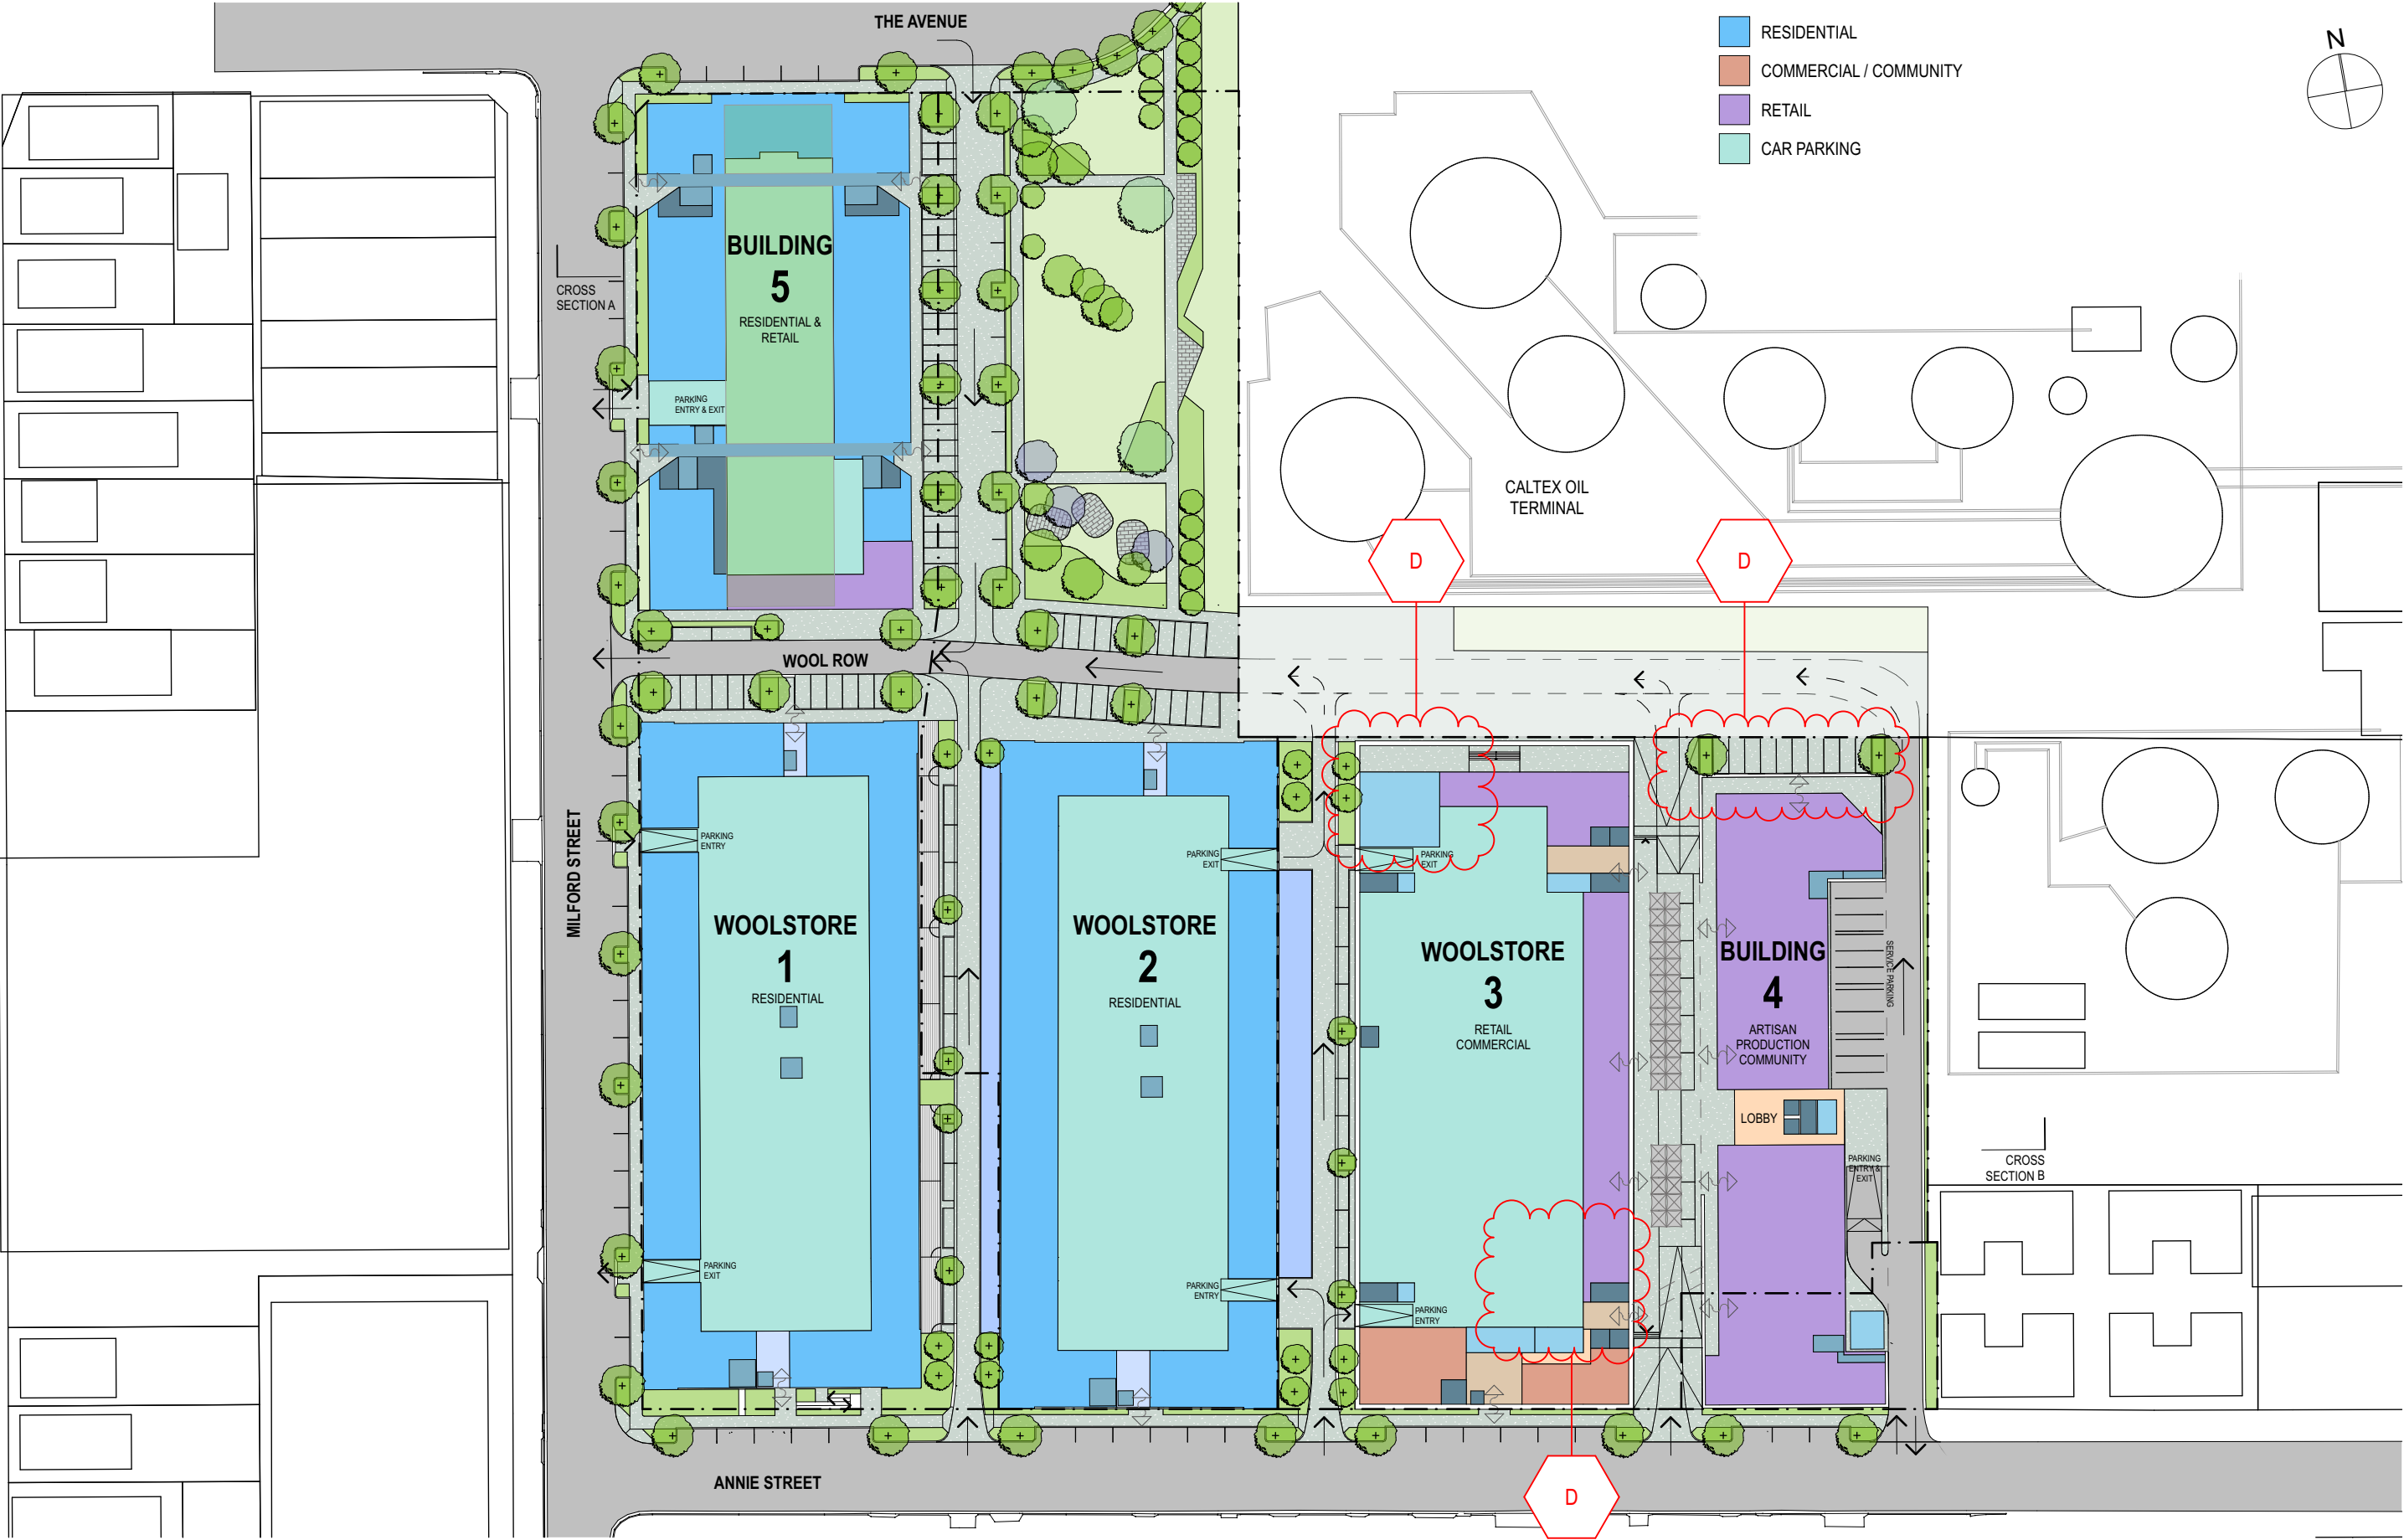 THE AVENUE
RESIDENTIAL
COMMERCIAL / COMMUNITY
RETAIL
CAR PARKING
N
BUILDING
5
RESIDENTIAL &
RETAIL
CROSS
SECTION A
PARKING
ENTRY & EXIT
CALTEX OIL
TERMINAL
D
D
WOOL ROW
MILFORD STREET
PARKING
ENTRY
PARKING
EXIT
PARKING
EXIT
WOOLSTORE
1
RESIDENTIAL
WOOLSTORE
2
RESIDENTIAL
WOOLSTORE
3
RETAIL
COMMERCIAL
BUILDING
4
ARTISAN
PRODUCTION
COMMUNITY
SERVICE PARKING
LOBBY
PARKING
ENTRY &
EXIT
CROSS
SECTION B
PARKING
EXIT
PARKING
ENTRY
PARKING
ENTRY
ANNIE STREET
D